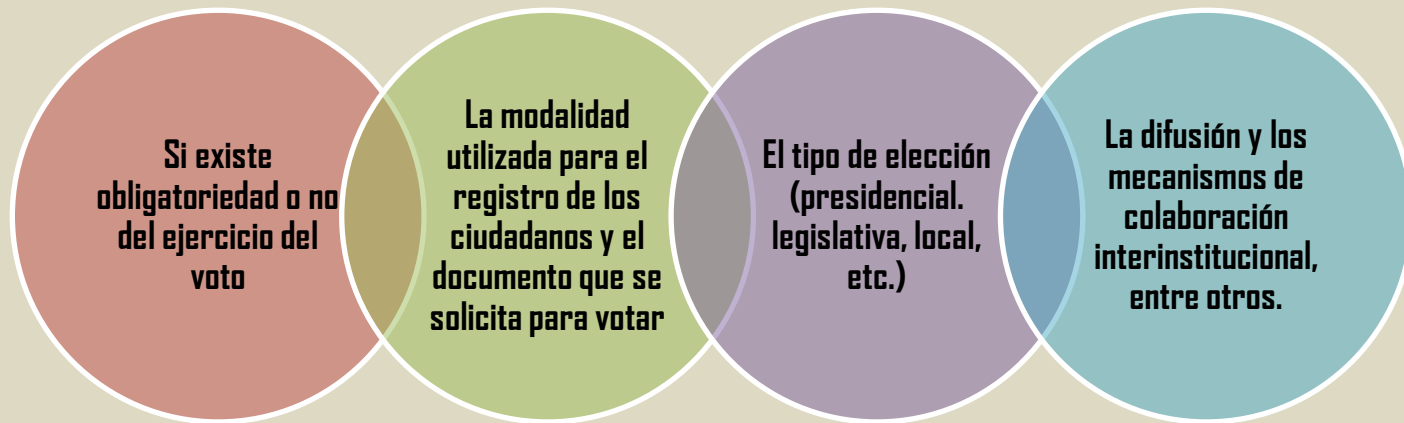 Si existe
obligatoriedad o no
del ejercicio del
voto
La modalidad
utilizada para el
registro de los
ciudadanos y el
documento que se
solicita para votar
El tipo de elección
(presidencial.
legislativa, local,
etc.)
La difusión y los
mecanismos de
colaboración
interinstitucional,
entre otros.